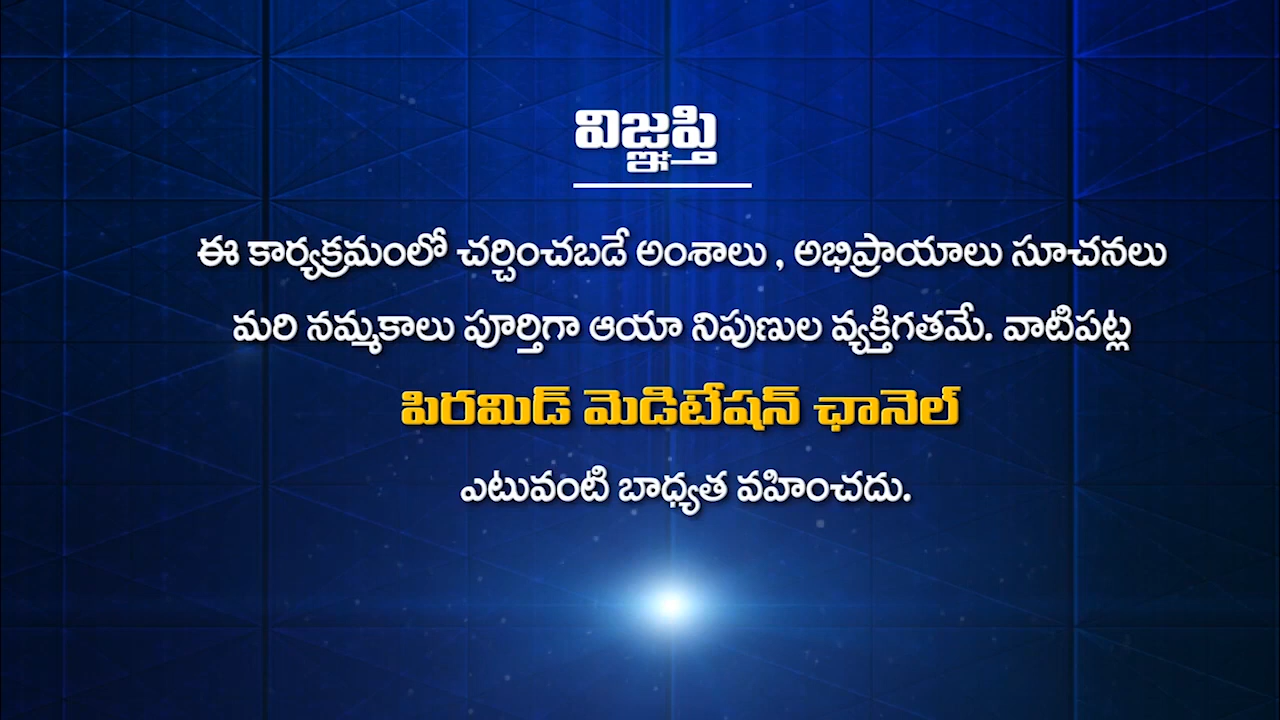 విజ్ఞప్తి
ఈ కార్యక్రమంలో చర్చించబడే అంశాలు , అభిప్రాయాలు సూచనలు
మరి నమ్మకాలు పూర్తిగా ఆయా నిపుణుల వ్యక్తిగతమే. వాటిపట్ల
పిరమిడ్ మెడిటేషన్ ఛానెల్
ఎటువంటి బాధ్యత వహించదు.